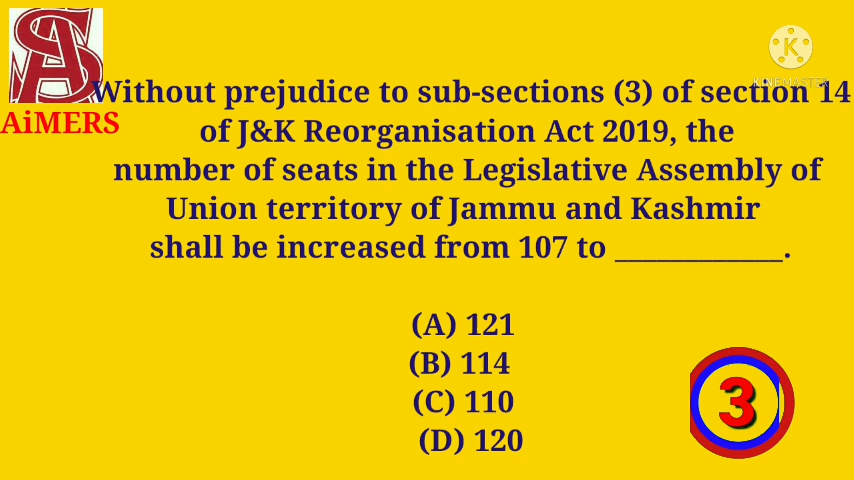 KINEMASTER
Without prejudice to sub-sections (3) of section 14
AiMERS
of J&K Reorganisation Act 2019, the
number of seats in the Legislative Assembly of
Union territory of Jammu and Kashmir
shall be increased from 107 to ____________.
(A) 121
(B) 114
(C) 110
(D) 120
3